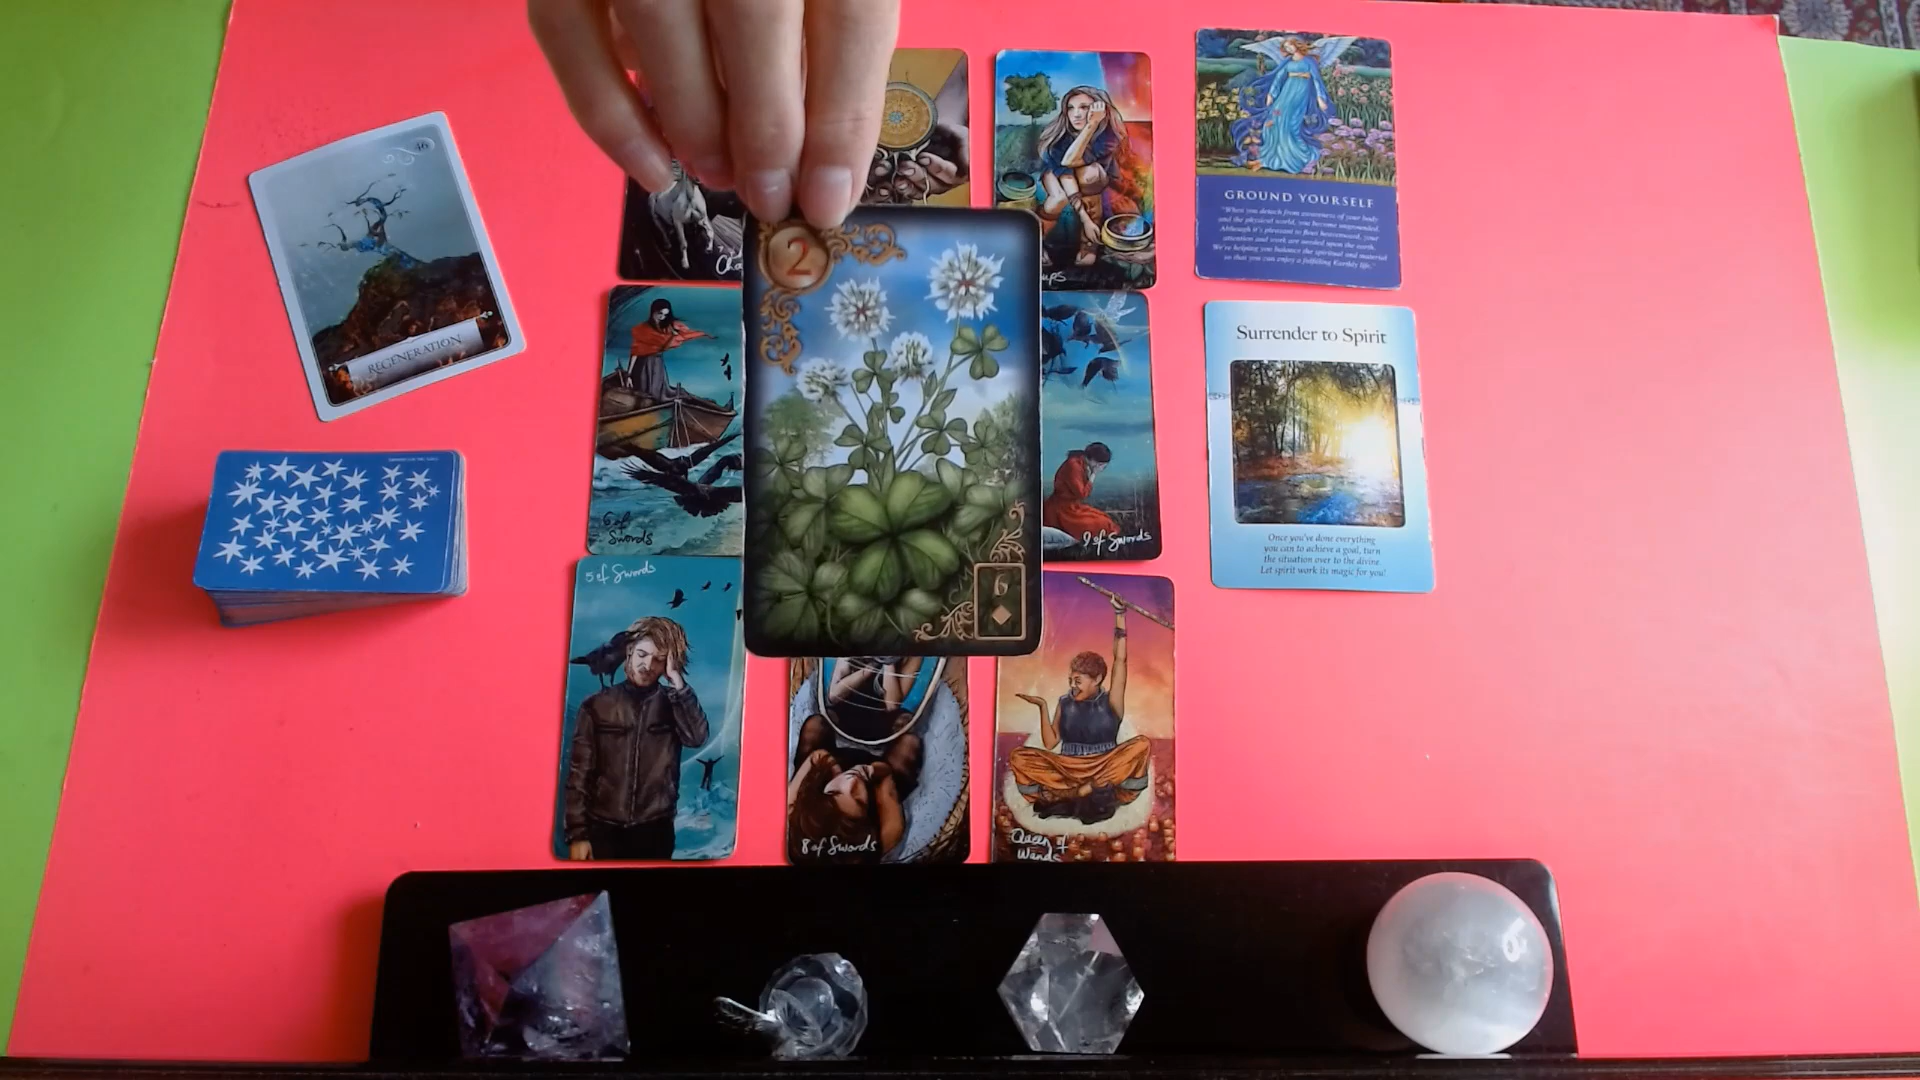 46
REGENERATION
Cha
2
6
ups
GROUND YOURSELF
"When you detach from awareness of your body
and the physical world, you become ungrounded.
Although it's pleasant to float heavenward, your
attention and work are needed upon the earth.
We're helping you balance the spiritual and material
so that you can enjoy a fulfilling Earthly life."
6 of
Swords
9 of Swords
Surrender to Spirit
Once you've done everything
you can to achieve a goal, turn
the situation over to the divine.
Let spirit work its magic for you!
5 of Swords
8 of Swords
Queen of
Wands